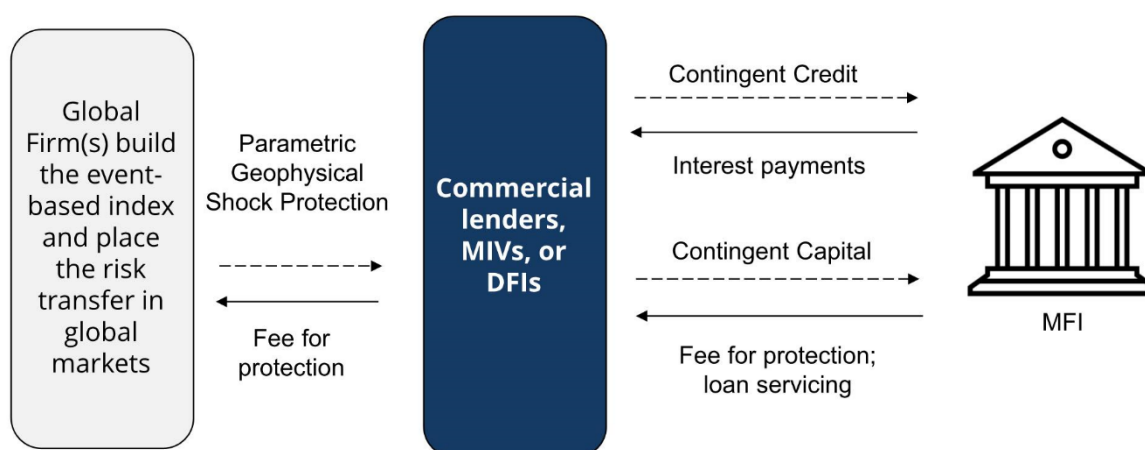 Global
Firm(s) build
the event-
based index
and place
the risk
transfer in
global
markets
Parametric
Geophysical
Shock Protection
Fee for
protection
Commercial
lenders,
MIVs, or
DFIs
Contingent Credit
Interest payments
Contingent Capital
Fee for protection;
loan servicing
MFI